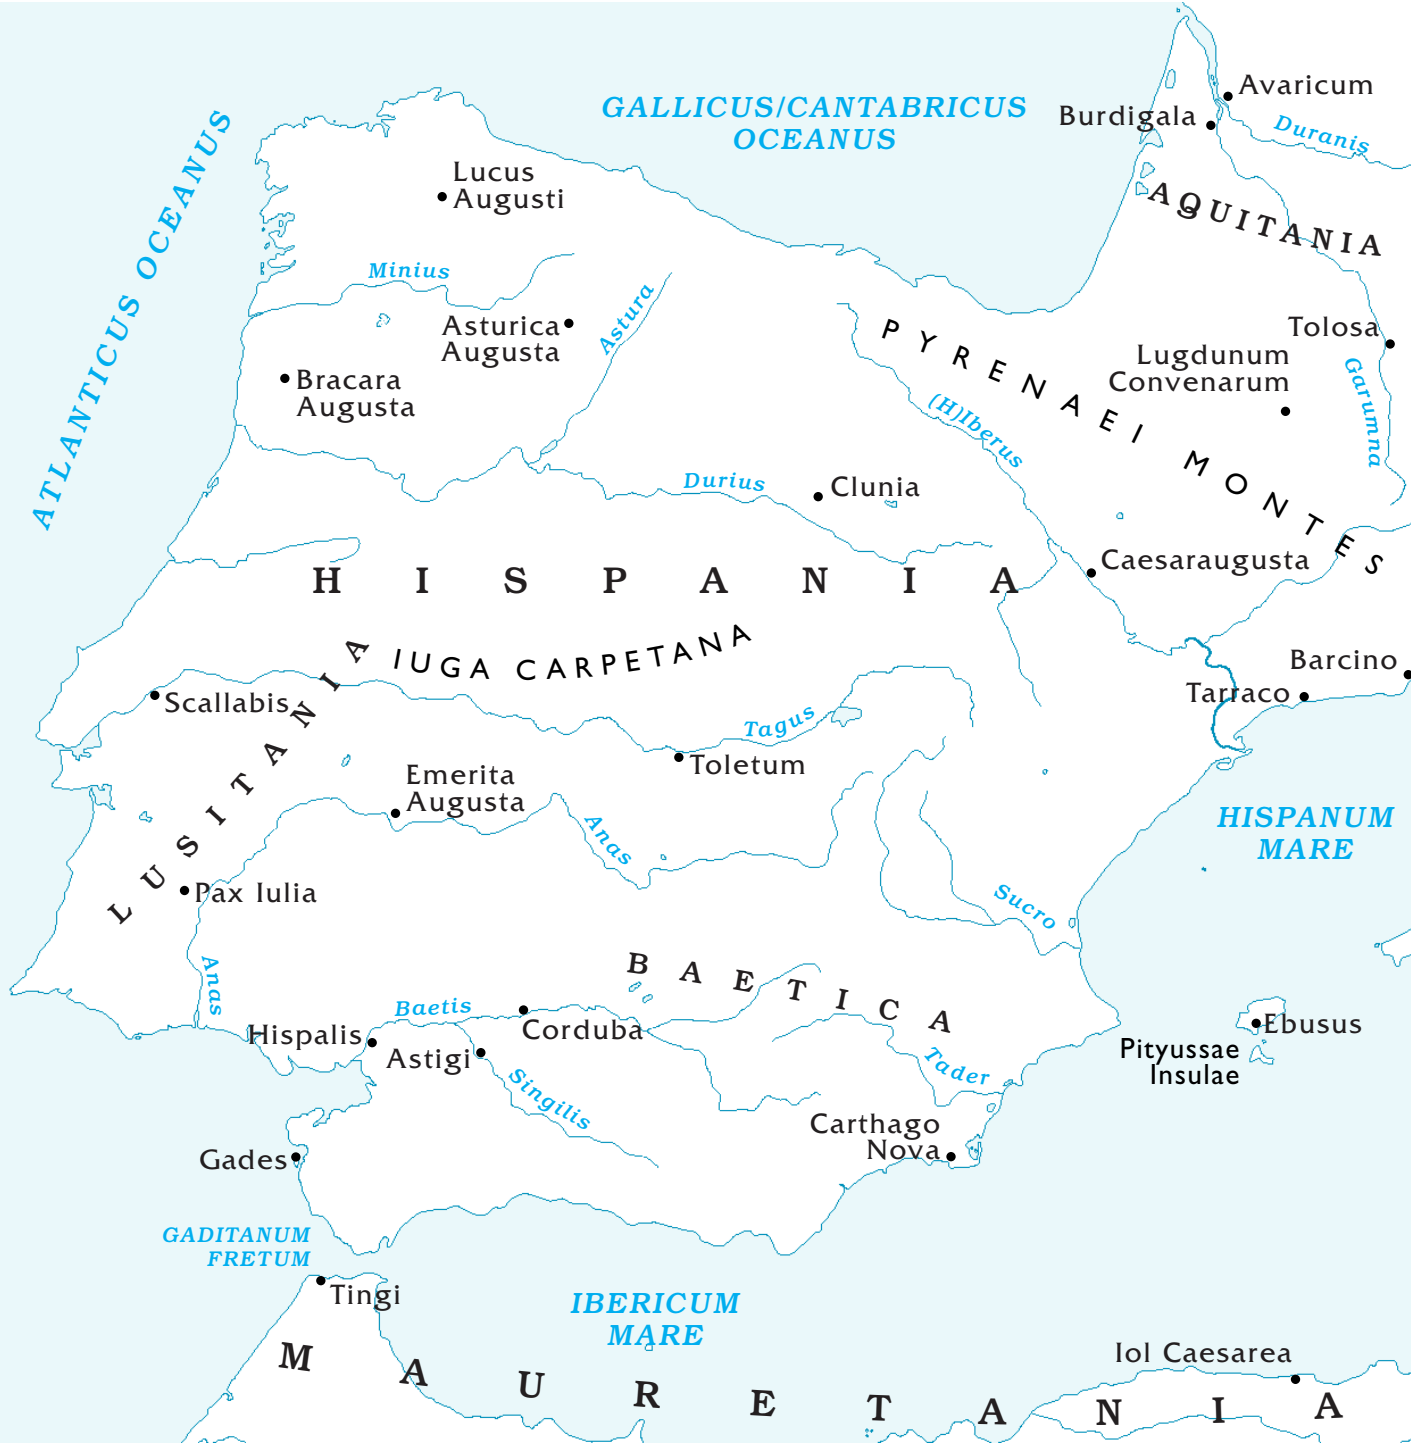 Avaricum
GALLICUS/CANTABRICUS
OCEANUS
Burdigala
Duranis
ATLANTICUS OCEANUS
Lucus
Augusti
AQUITANIA
Minius
Astura
Asturica
Augusta
PYRENAEI MONTES
Tolosa
Lugdunum
Convenarum
Garumna
Bracara
Augusta
(H)Iberus
Durius
Clunia
Caesaraugusta
HISPANIA
IUGA CARPETANA
Barcino
Tarraco
Scallabis
LUSITANIA
Tagus
Toletum
Emerita
Augusta
Anas
HISPANUM
MARE
Pax Iulia
Sucro
Anas
BAETICA
Baetis
Corduba
Hispalis
Astigi
Singilis
Tader
Ebusus
Pityussae
Insulae
Carthago
Nova
Gades
GADITANUM
FRETUM
Tingi
IBERICUM
MARE
Iol Caesarea
MAURETANIA